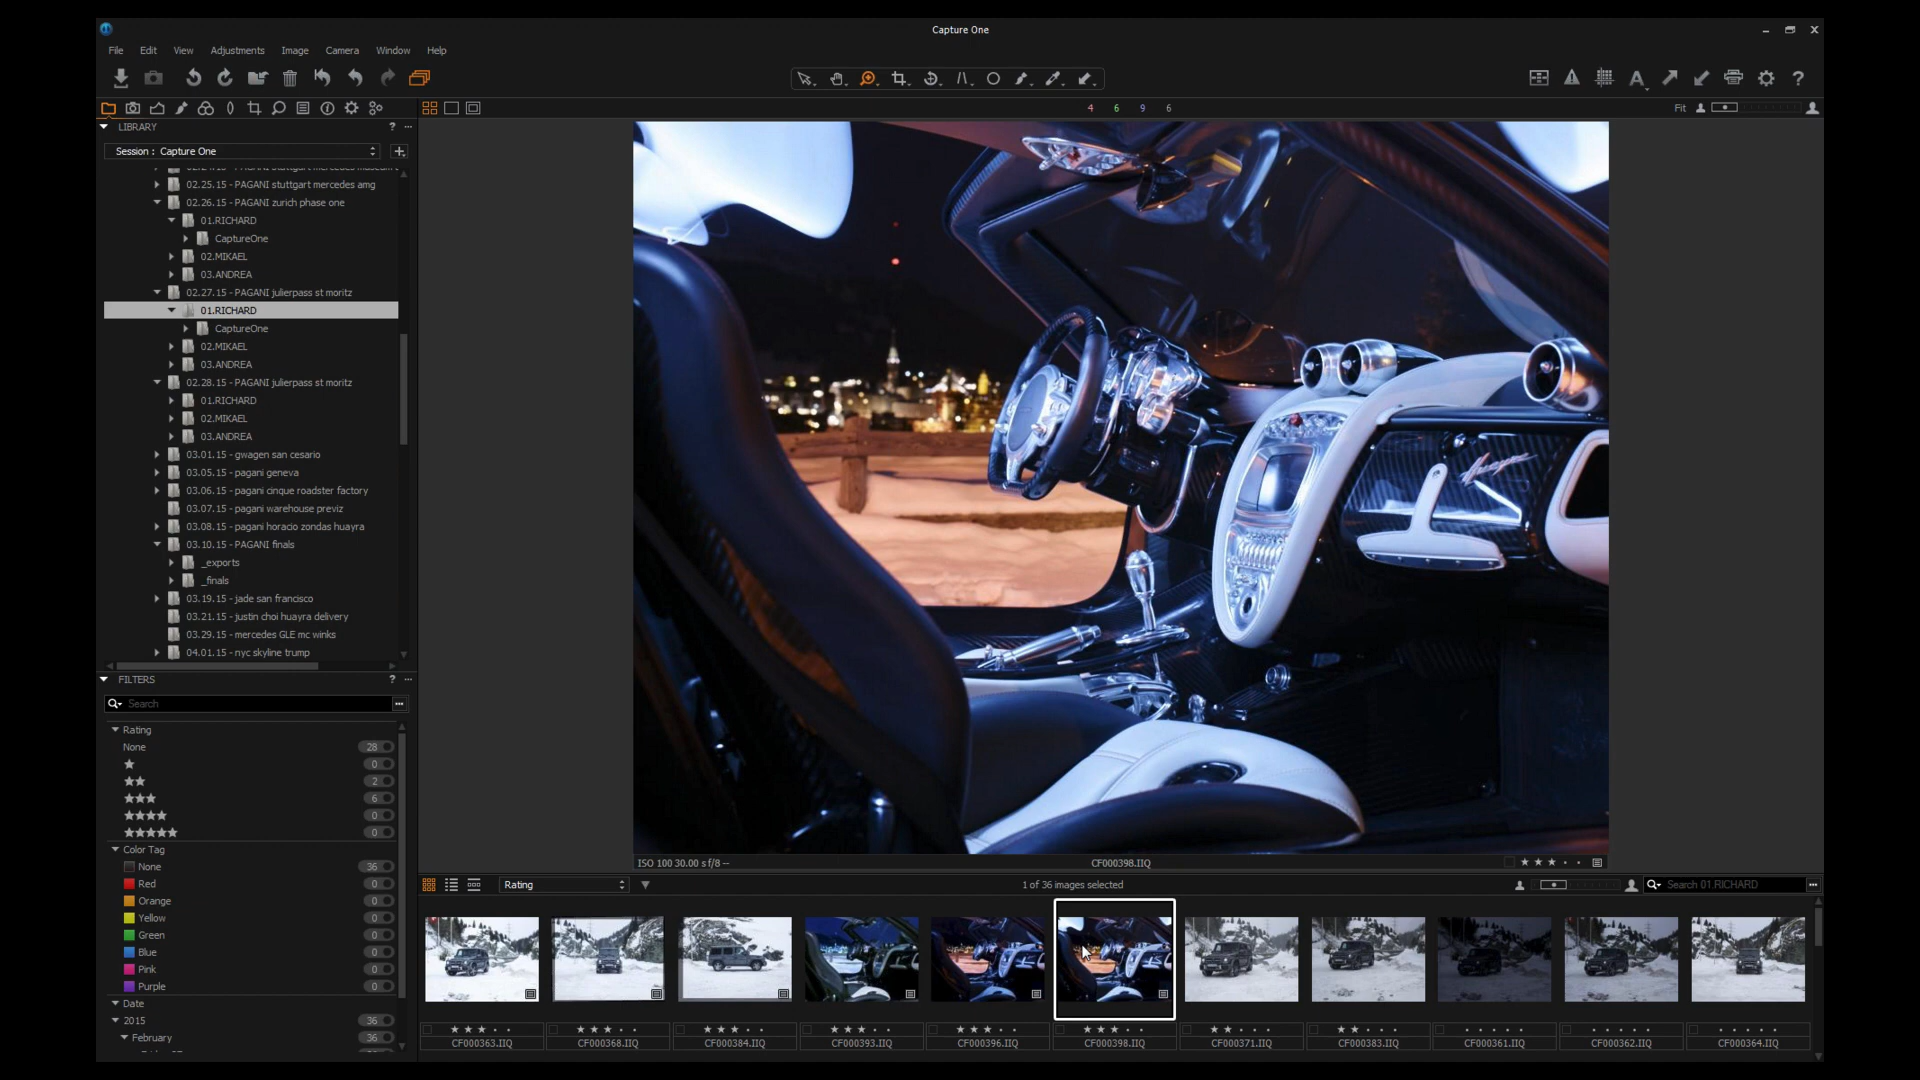 Capture One
File Edit View Adjustments Image Camera Window Help
4 6 9 6
Fit
LIBRARY
Session : Capture One
02.25.15 - PAGANI stuttgart mercedes amg
02.26.15 - PAGANI zurich phase one
01.RICHARD
CaptureOne
02.MIKAEL
03.ANDREA
02.27.15 - PAGANI julierpass st moritz
01.RICHARD
CaptureOne
02.MIKAEL
03.ANDREA
02.28.15 - PAGANI julierpass st moritz
01.RICHARD
02.MIKAEL
03.ANDREA
03.01.15 - gwagen san cesario
03.05.15 - pagani geneva
03.06.15 - pagani cinque roadster factory
03.07.15 - pagani warehouse previz
03.08.15 - pagani horacio zondas huayra
03.10.15 - PAGANI finals
_exports
_finals
03.19.15 - jade san francisco
03.21.15 - justin choi huayra delivery
03.29.15 - mercedes GLE mc winks
04.01.15 - nyc skyline trump
FILTERS
Search
Rating
None 28
0
2
6
0
0
Color Tag
None 36
Red 0
Orange 0
Yellow 0
Green 0
Blue 0
Pink 0
Purple 0
Date
2015 36
February 36
Huayra
ISO 100 30.00 s f/8 --
CF000398.IIQ
Rating
1 of 36 images selected
Search 01.RICHARD
CF000363.IIQ CF000368.IIQ CF000384.IIQ CF000393.IIQ CF000396.IIQ CF000398.IIQ CF000371.IIQ CF000383.IIQ CF000361.IIQ CF000362.IIQ CF000364.IIQ